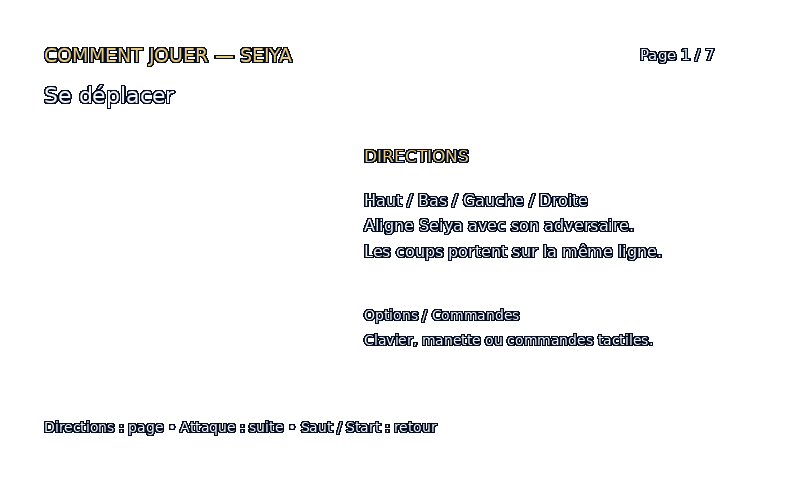 COMMENT JOUER — SEIYA
Page 1 / 7
Se déplacer
DIRECTIONS
Haut / Bas / Gauche / Droite
Aligne Seiya avec son adversaire.
Les coups portent sur la même ligne.
Options / Commandes
Clavier, manette ou commandes tactiles.
Directions : page • Attaque : suite • Saut / Start : retour